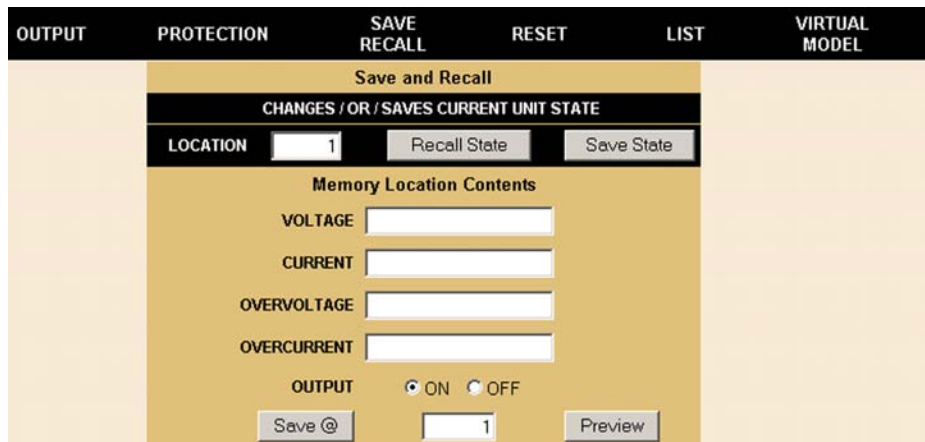 OUTPUT PROTECTION SAVE RECALL RESET LIST VIRTUAL MODEL
Save and Recall
CHANGES / OR / SAVES CURRENT UNIT STATE
LOCATION 1 Recall State Save State
Memory Location Contents
VOLTAGE
CURRENT
OVERVOLTAGE
OVERCURRENT
OUTPUT ON OFF
Save @ 1 Preview